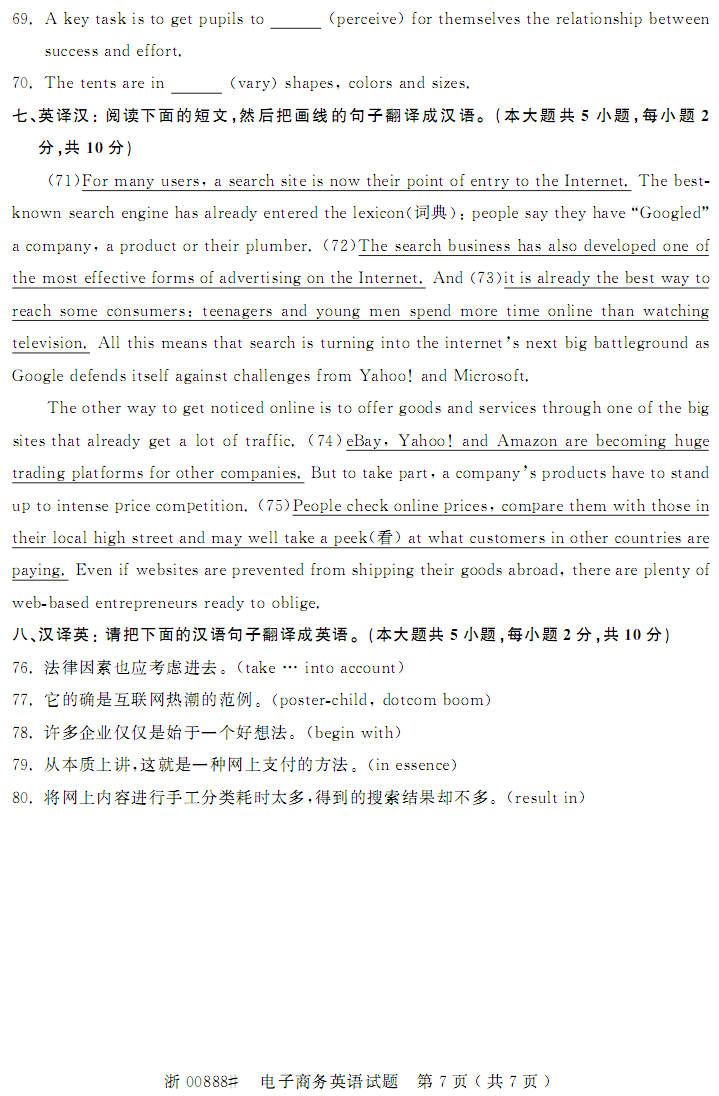 69. A key task is to get pupils to ______ (perceive) for themselves the relationship between
success and effort.
70. The tents are in ______ (vary) shapes, colors and sizes.
七、英译汉：阅读下面的短文，然后把画线的句子翻译成汉语。(本大题共 5 小题，每小题 2
分，共 10 分)
(71)For many users, a search site is now their point of entry to the Internet. The best-
known search engine has already entered the lexicon(词典): people say they have “Googled”
a company, a product or their plumber. (72)The search business has also developed one of
the most effective forms of advertising on the Internet. And (73)it is already the best way to
reach some consumers: teenagers and young men spend more time online than watching
television. All this means that search is turning into the internet’s next big battleground as
Google defends itself against challenges from Yahoo! and Microsoft.
The other way to get noticed online is to offer goods and services through one of the big
sites that already get a lot of traffic. (74)eBay, Yahoo! and Amazon are becoming huge
trading platforms for other companies. But to take part, a company’s products have to stand
up to intense price competition. (75)People check online prices, compare them with those in
their local high street and may well take a peek(看) at what customers in other countries are
paying. Even if websites are prevented from shipping their goods abroad, there are plenty of
web-based entrepreneurs ready to oblige.
八、汉译英：请把下面的汉语句子翻译成英语。(本大题共 5 小题，每小题 2 分，共 10 分)
76. 法律因素也应考虑进去。(take … into account)
77. 它的确是互联网热潮的范例。(poster-child, dotcom boom)
78. 许多企业仅仅是始于一个好想法。(begin with)
79. 从本质上讲，这就是一种网上支付的方法。(in essence)
80. 将网上内容进行手工分类耗时太多，得到的搜索结果却不多。(result in)
浙 00888# 电子商务英语试题 第 7 页 ( 共 7 页 )